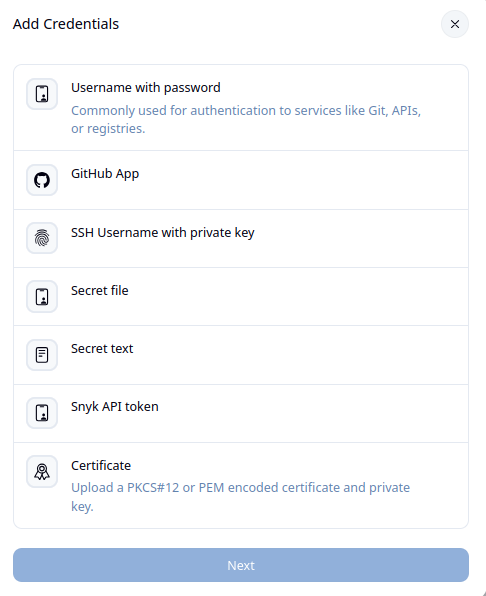 Add Credentials
Username with password
Commonly used for authentication to services like Git, APIs,
or registries.
GitHub App
SSH Username with private key
Secret file
Secret text
Snyk API token
Certificate
Upload a PKCS#12 or PEM encoded certificate and private
key.
Next